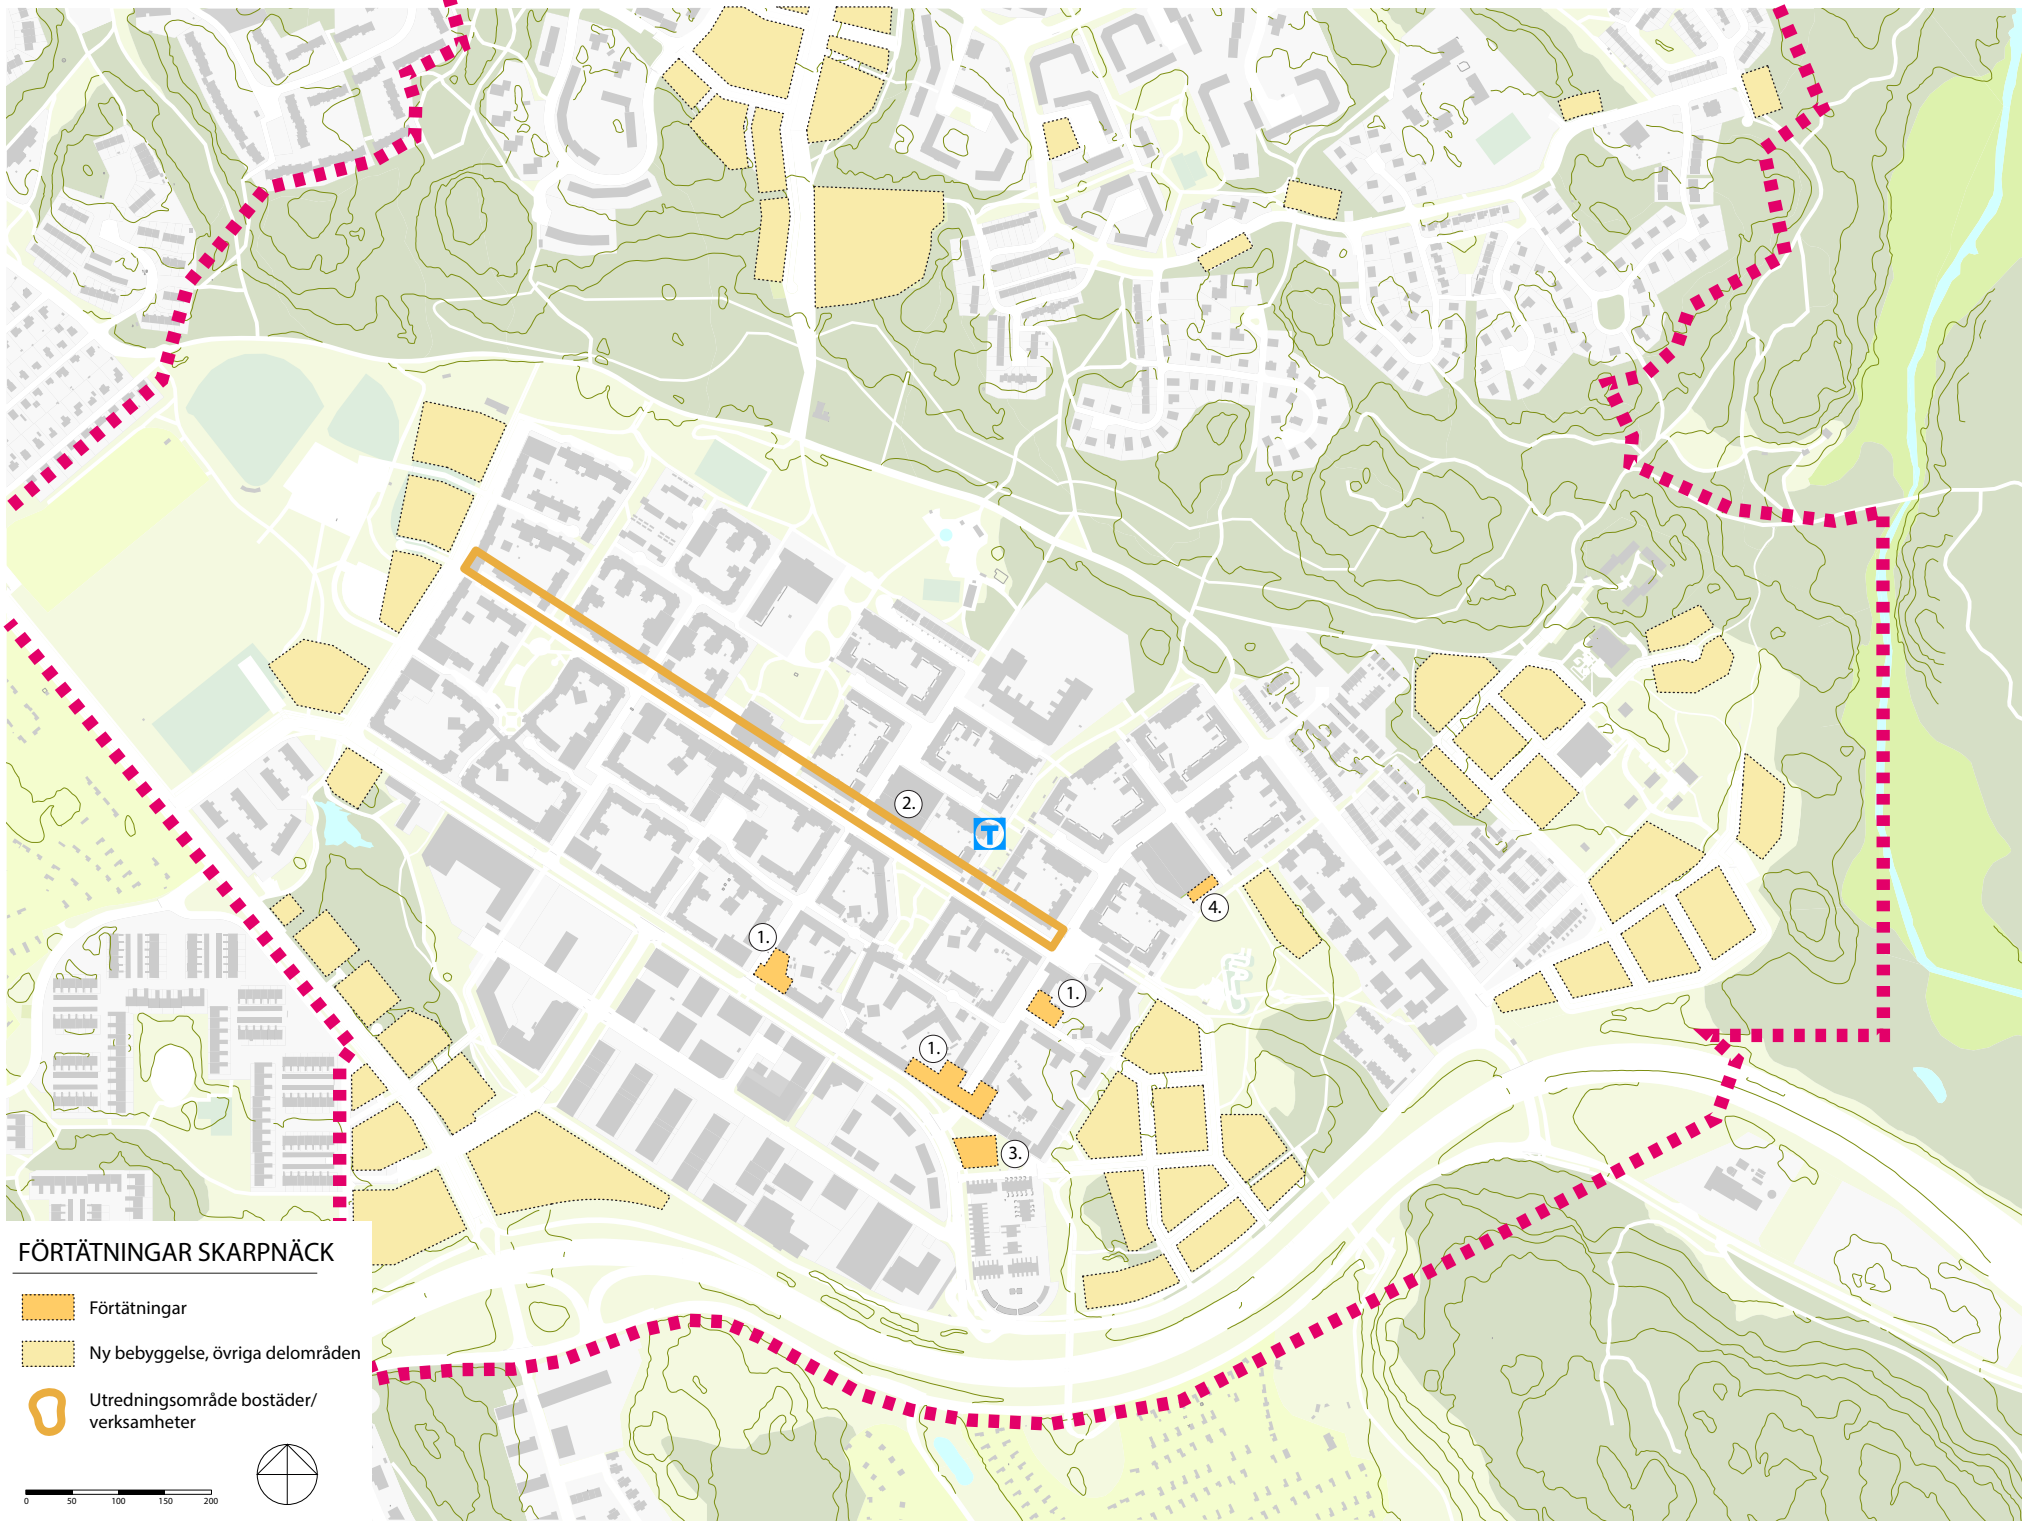 2.
T
4.
1.
1.
1.
3.
FÖRTÄTNINGAR SKARPNÄCK
Förtätningar
Ny bebyggelse, övriga delområden
Utredningsområde bostäder/
verksamheter
0 50 100 150 200